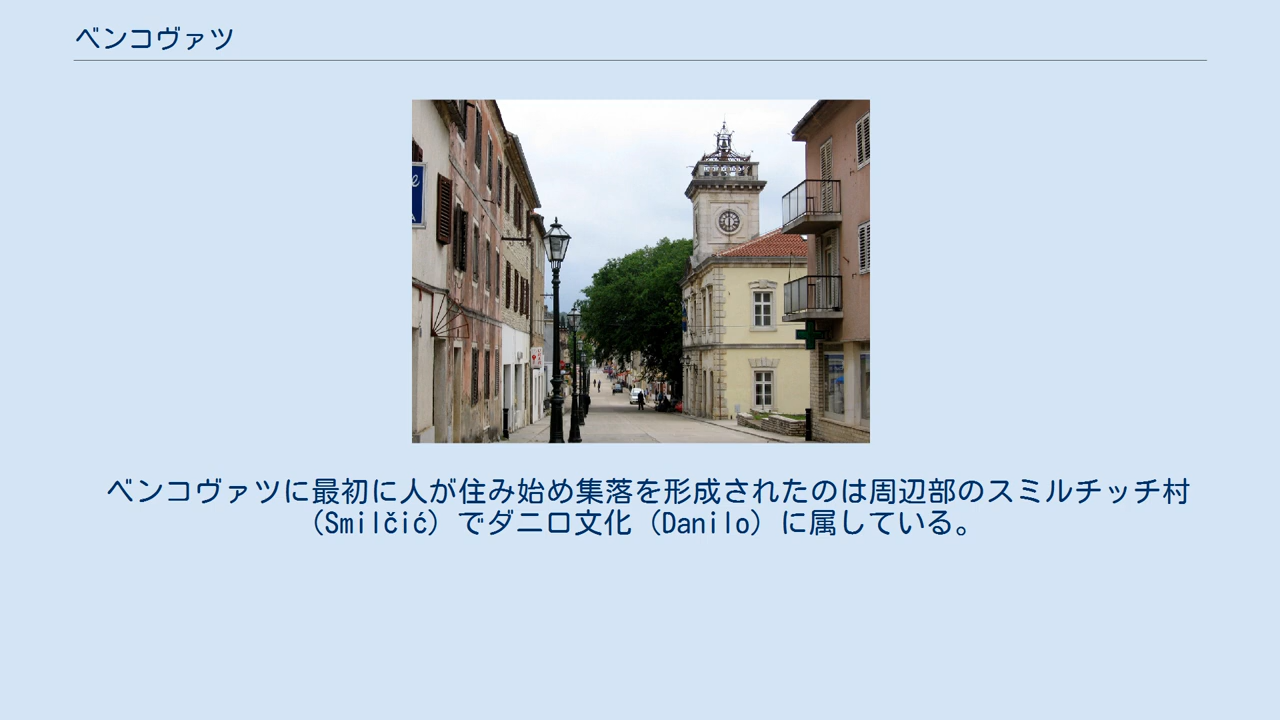 ベンコヴァツ
ベンコヴァツに最初に人が住み始め集落を形成されたのは周辺部のスミルチッチ村
（Smilčić）でダニロ文化（Danilo）に属している。